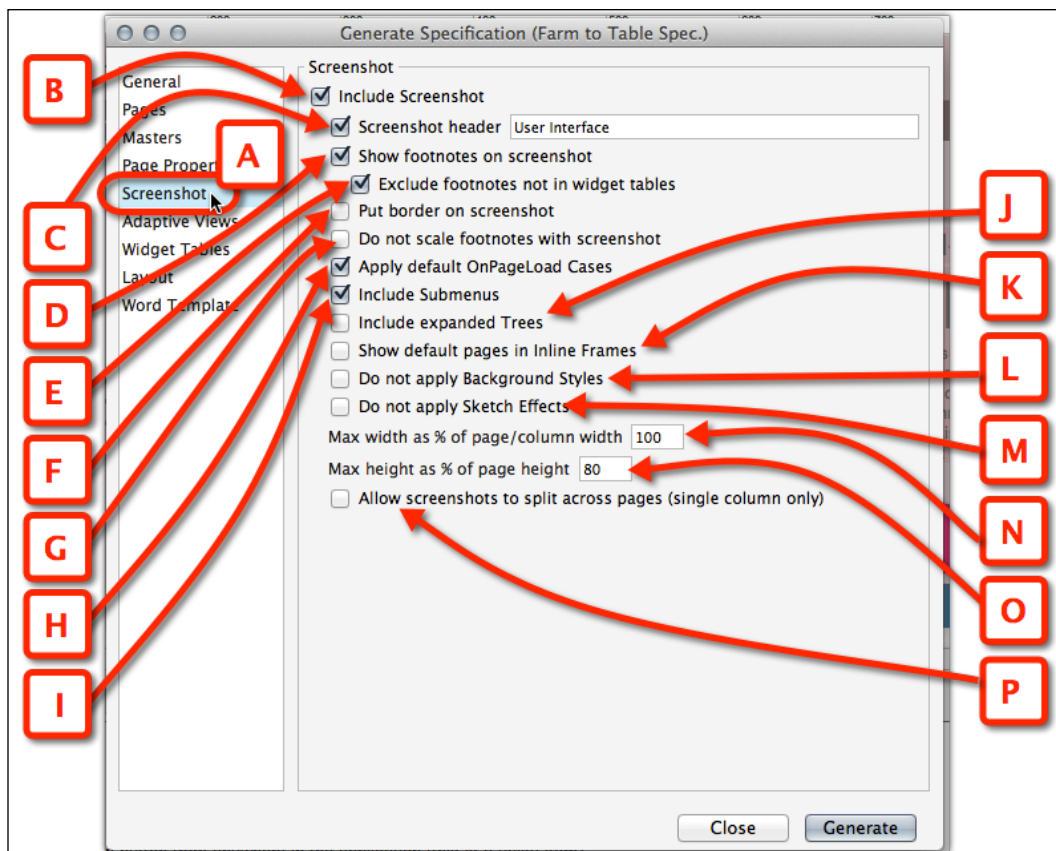 Generate Specification (Farm to Table Spec.)
General
Pages
Masters
Page Propert
Screenshot
Adaptive Views
Widget Tables
Layout
Word Template
Screenshot
Include Screenshot
Screenshot header User Interface
Show footnotes on screenshot
Exclude footnotes not in widget tables
Put border on screenshot
Do not scale footnotes with screenshot
Apply default OnPageLoad Cases
Include Submenus
Include expanded Trees
Show default pages in Inline Frames
Do not apply Background Styles
Do not apply Sketch Effects
Max width as % of page/column width 100
Max height as % of page height 80
Allow screenshots to split across pages (single column only)
Close Generate
A
B
C
D
E
F
G
H
I
J
K
L
M
N
O
P